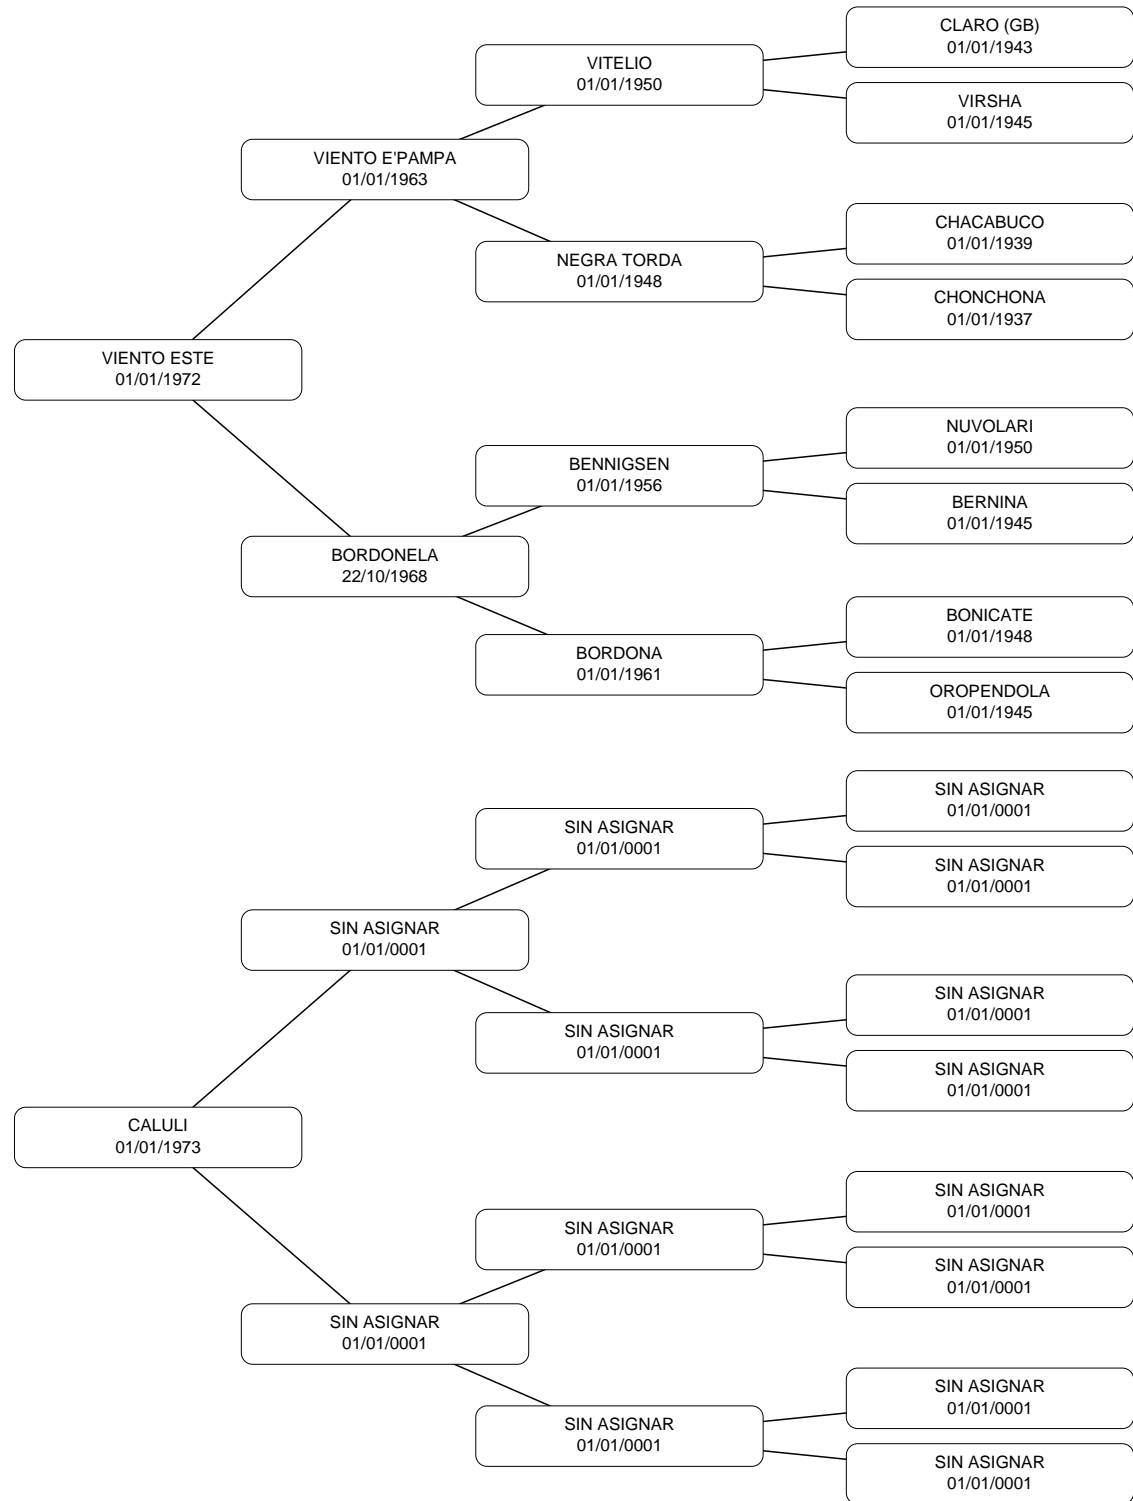 CLARO (GB)
01/01/1943
VITELIO
01/01/1950
VIRSHA
01/01/1945
VIENTO E'PAMPA
01/01/1963
CHACABUCO
01/01/1939
NEGRA TORDA
01/01/1948
CHONCHONA
01/01/1937
VIENTO ESTE
01/01/1972
NUVOLARI
01/01/1950
BENNIGSEN
01/01/1956
BERNINA
01/01/1945
BORDONELA
22/10/1968
BONICATE
01/01/1948
BORDONA
01/01/1961
OROPENDOLA
01/01/1945
SIN ASIGNAR
01/01/0001
SIN ASIGNAR
01/01/0001
SIN ASIGNAR
01/01/0001
SIN ASIGNAR
01/01/0001
SIN ASIGNAR
01/01/0001
SIN ASIGNAR
01/01/0001
SIN ASIGNAR
01/01/0001
CALULI
01/01/1973
SIN ASIGNAR
01/01/0001
SIN ASIGNAR
01/01/0001
SIN ASIGNAR
01/01/0001
SIN ASIGNAR
01/01/0001
SIN ASIGNAR
01/01/0001
SIN ASIGNAR
01/01/0001
SIN ASIGNAR
01/01/0001